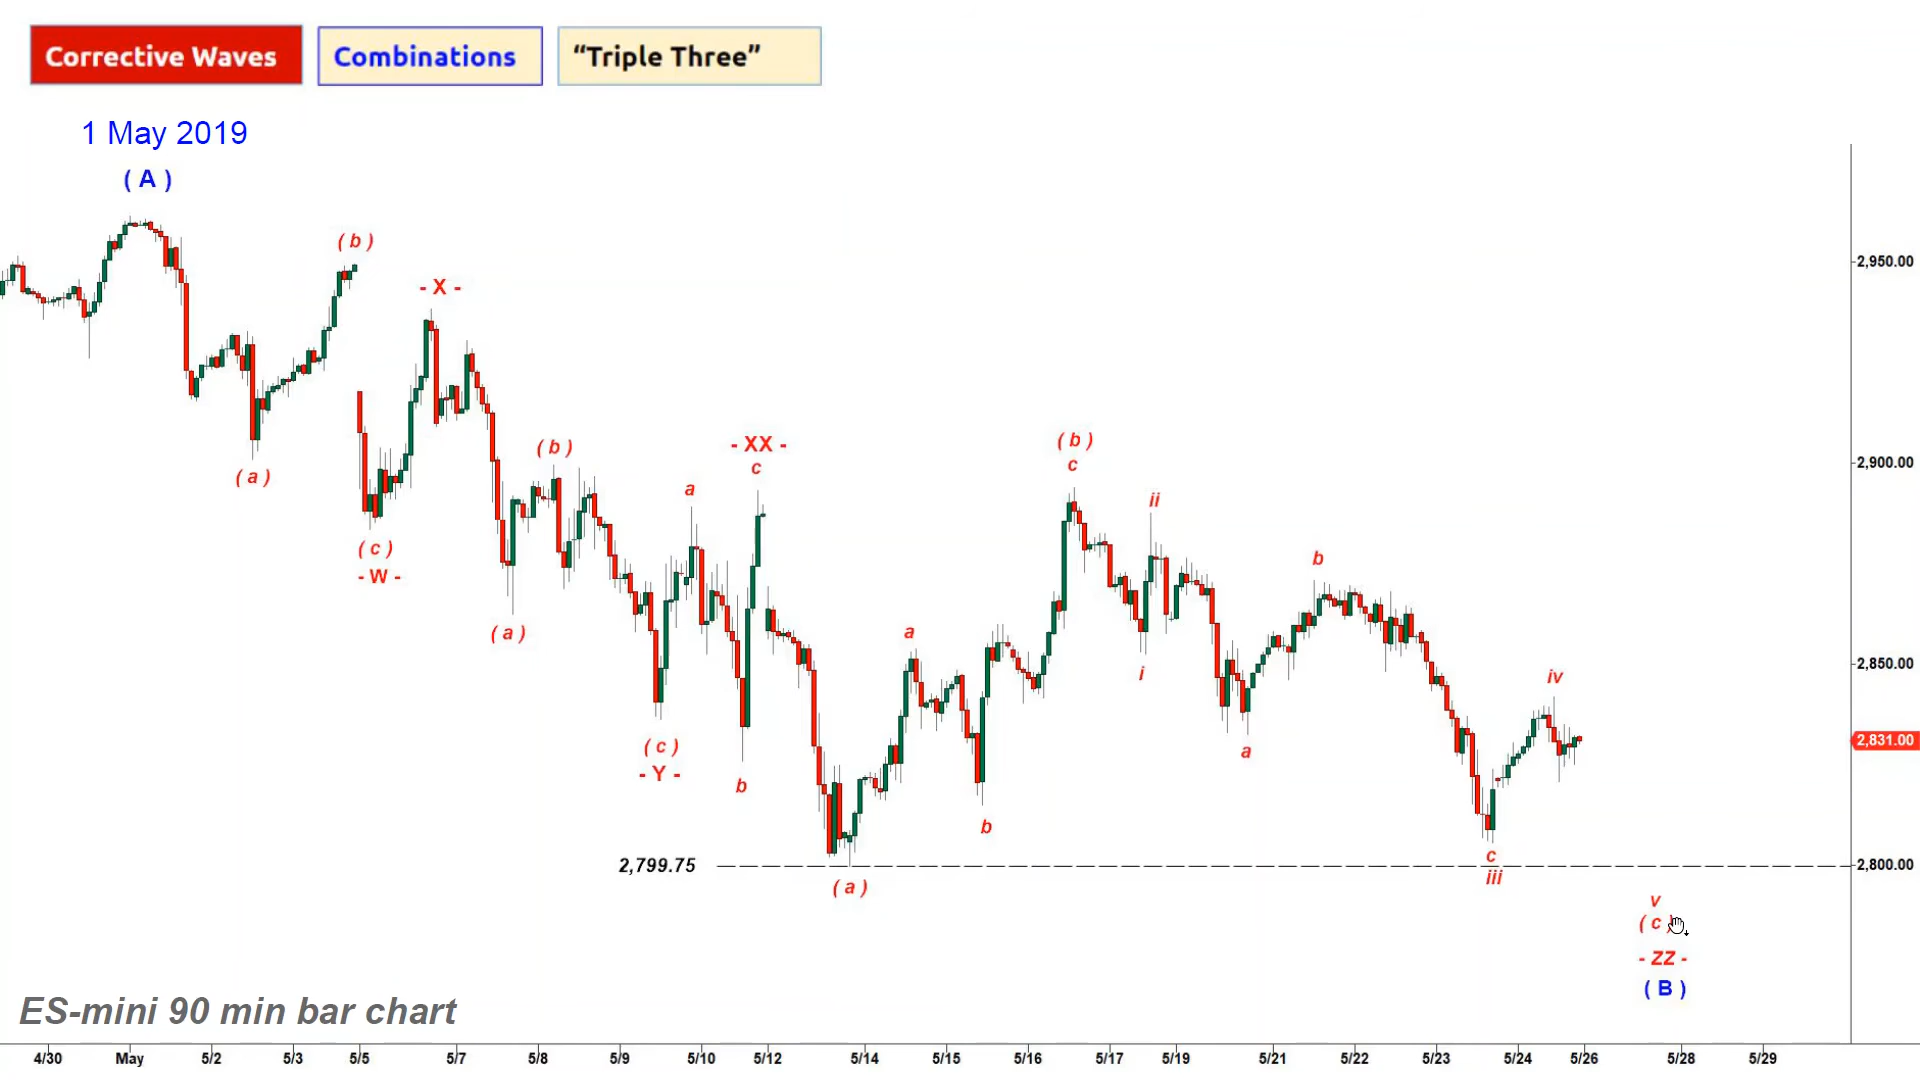 Corrective Waves
Combinations
“Triple Three”
1 May 2019
( A )
( b )
- X -
2,950.00
( a )
( c )
- W -
( b )
- XX -
c
a
( b )
c
2,900.00
ii
b
( a )
a
i
2,850.00
iv
( c )
- Y -
b
a
2,831.00
b
2,799.75
( a )
c
iii
2,800.00
v
( c )
- ZZ -
( B )
ES-mini 90 min bar chart
4/30 May 5/2 5/3 5/5 5/7 5/8 5/9 5/10 5/12 5/14 5/15 5/16 5/17 5/19 5/21 5/22 5/23 5/24 5/26 5/28 5/29